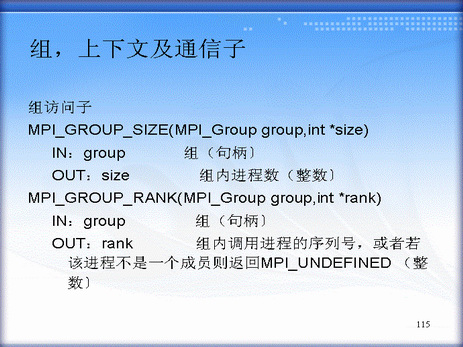 组，上下文及通信子
组访问子
MPI_GROUP_SIZE(MPI_Group group,int *size)
IN：group 组（句柄〕
OUT：size 组内进程数（整数〕
MPI_GROUP_RANK(MPI_Group group,int *rank)
IN：group 组（句柄〕
OUT：rank 组内调用进程的序列号，或者若
该进程不是一个成员则返回MPI_UNDEFINED （整
数〕
115